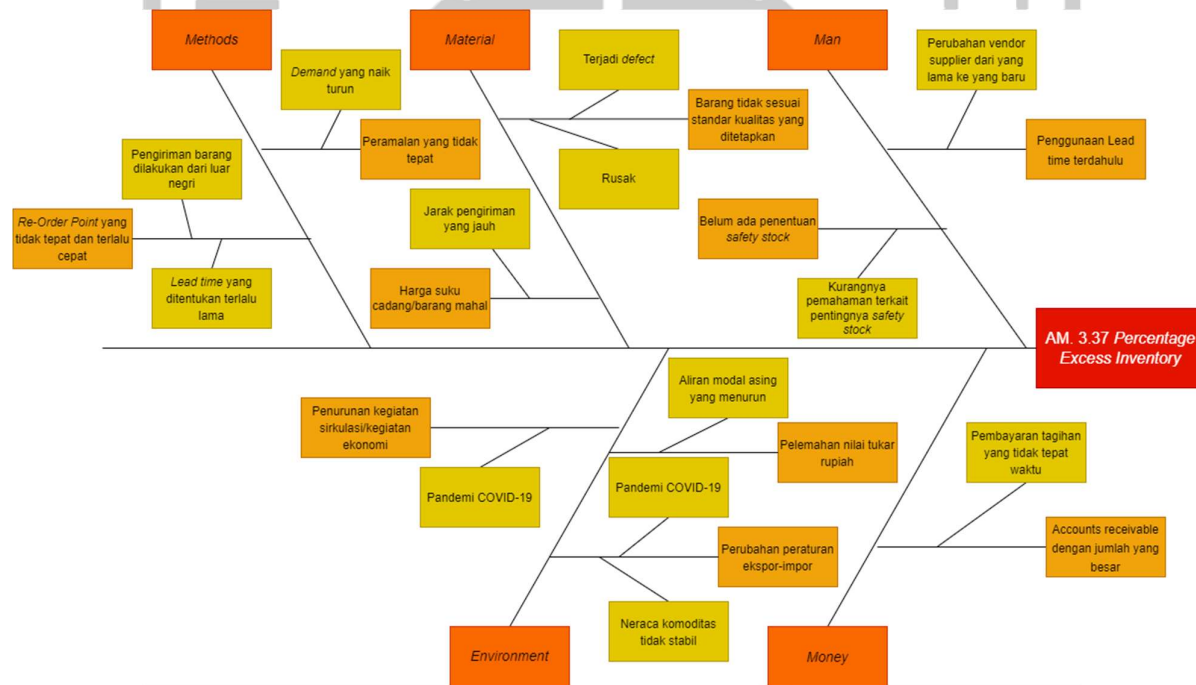 Methods
Material
Man
Demand yang naik
turun
Terjadi defect
Perubahan vendor
supplier dari yang
lama ke yang baru
Peramalan yang tidak
tepat
Barang tidak sesuai
standar kualitas yang
ditetapkan
Penggunaan Lead
time terdahulu
Pengiriman barang
dilakukan dari luar
negri
Rusak
Re-Order Point yang
tidak tepat dan terlalu
cepat
Jarak pengiriman
yang jauh
Belum ada penentuan
safety stock
Lead time yang
ditentukan terlalu
lama
Harga suku
cadang/barang mahal
Kurangnya
pemahaman terkait
pentingnya safety
stock
AM. 3.37 Percentage
Excess Inventory
Aliran modal asing
yang menurun
Penurunan kegiatan
sirkulasi/kegiatan
ekonomi
Pelemahan nilai tukar
rupiah
Pembayaran tagihan
yang tidak tepat
waktu
Pandemi COVID-19
Pandemi COVID-19
Perubahan peraturan
ekspor-impor
Accounts receivable
dengan jumlah yang
besar
Neraca komoditas
tidak stabil
Environment
Money